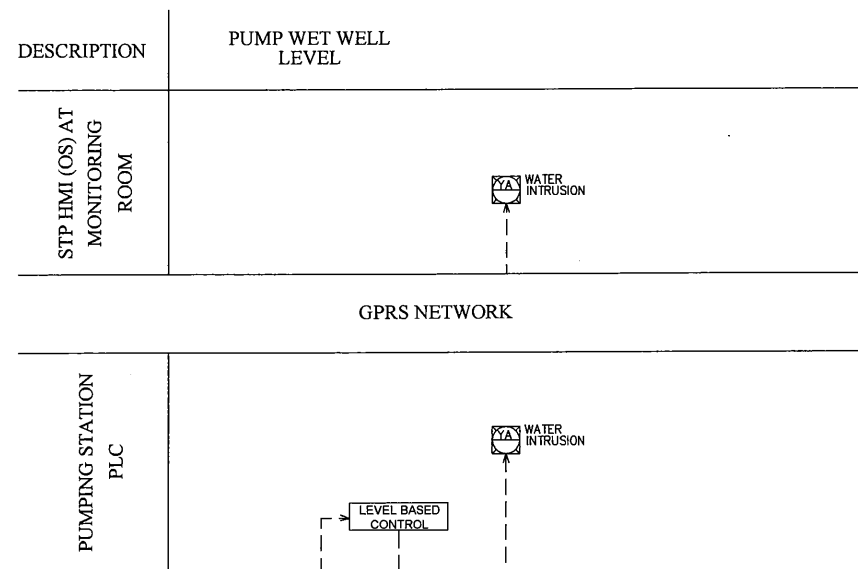 DESCRIPTION
PUMP WET WELL
LEVEL
STP HMI (OS) AT
MONITORING
ROOM
YA
WATER
INTRUSION
GPRS NETWORK
PUMPING STATION
PLC
YA
WATER
INTRUSION
LEVEL BASED
CONTROL